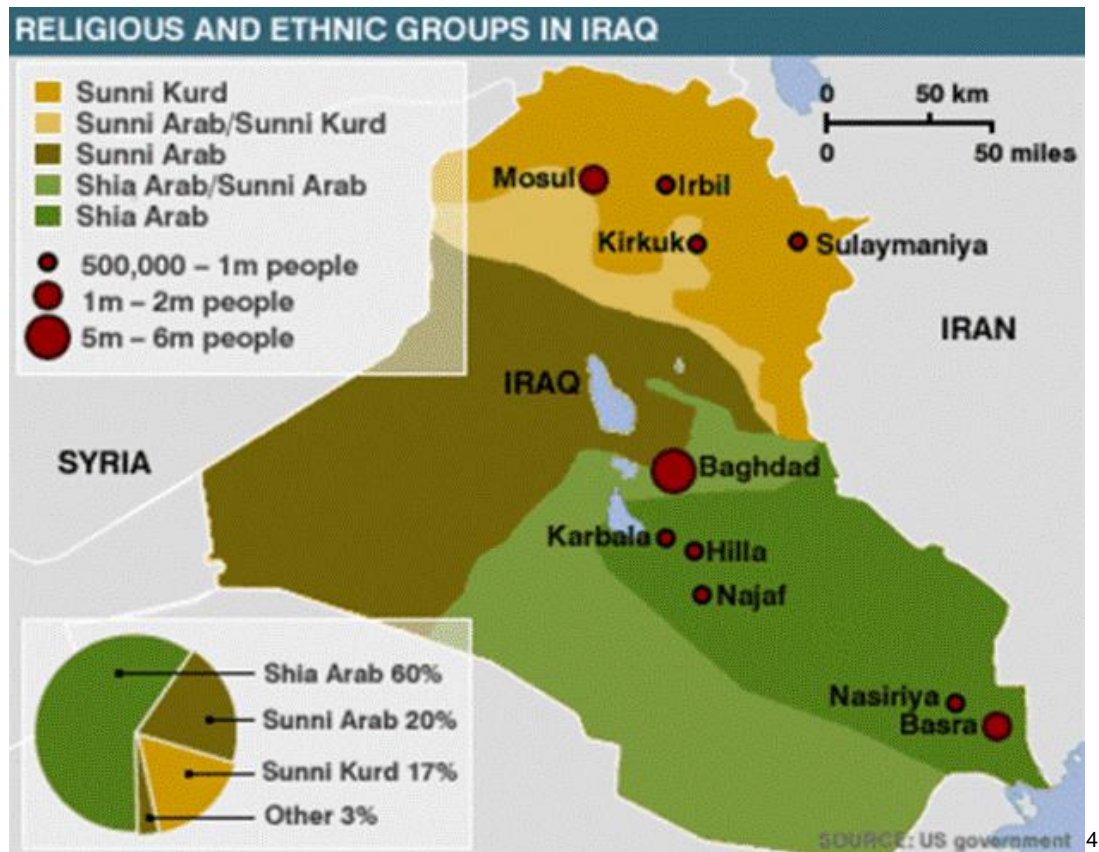 RELIGIOUS AND ETHNIC GROUPS IN IRAQ
Sunni Kurd
Sunni Arab/Sunni Kurd
Sunni Arab
Shia Arab/Sunni Arab
Shia Arab
500,000 – 1m people
1m – 2m people
5m – 6m people
0 50 km
0 50 miles
Mosul
Irbil
Kirkuk
Sulaymaniya
IRAN
IRAQ
SYRIA
Baghdad
Karbala
Hilla
Najaf
Nasiriya
Basra
Shia Arab 60%
Sunni Arab 20%
Sunni Kurd 17%
Other 3%
SOURCE: US government
4